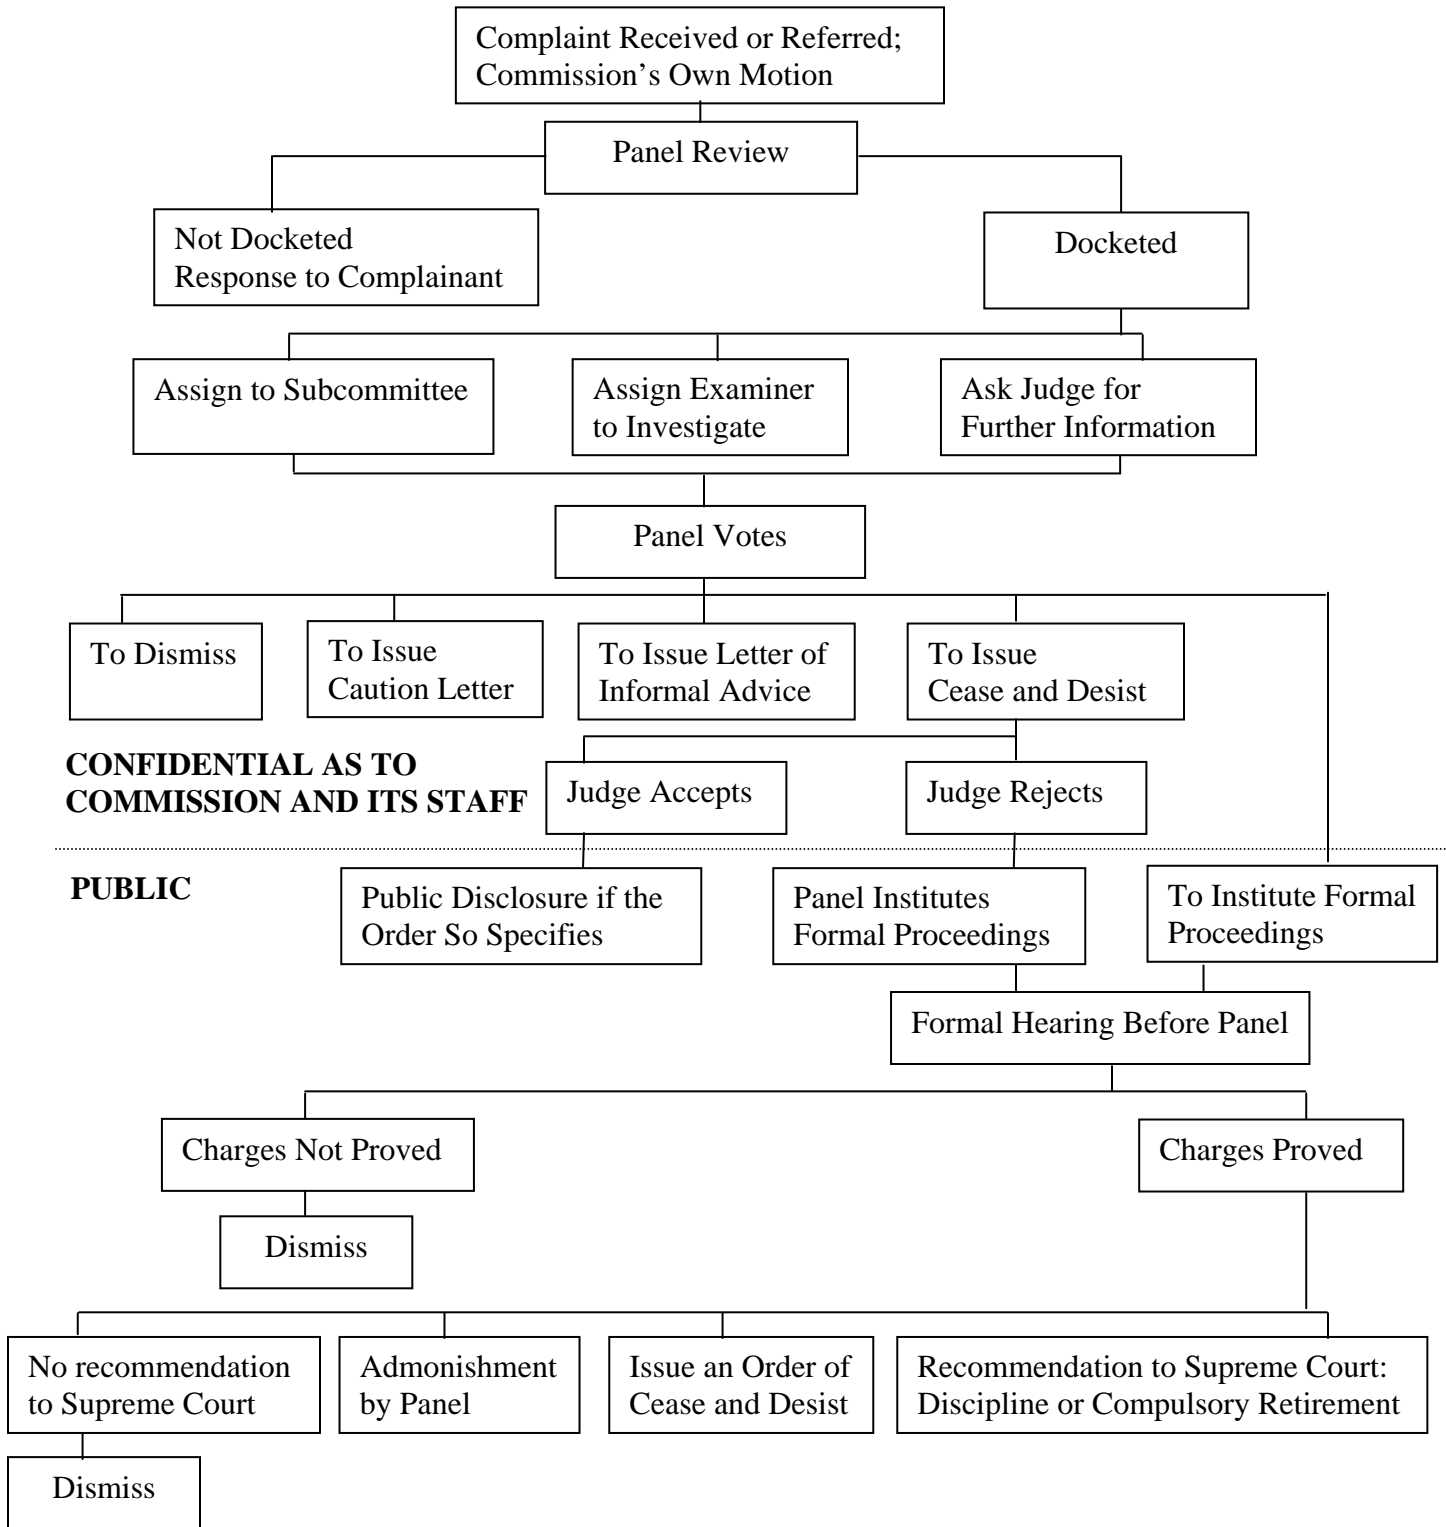 Complaint Received or Referred;
Commission’s Own Motion
Panel Review
Not Docketed
Response to Complainant
Docketed
Assign to Subcommittee
Assign Examiner
to Investigate
Ask Judge for
Further Information
Panel Votes
To Dismiss
To Issue
Caution Letter
To Issue Letter of
Informal Advice
To Issue
Cease and Desist
CONFIDENTIAL AS TO
COMMISSION AND ITS STAFF
Judge Accepts
Judge Rejects
PUBLIC
Public Disclosure if the
Order So Specifies
Panel Institutes
Formal Proceedings
To Institute Formal
Proceedings
Formal Hearing Before Panel
Charges Not Proved
Charges Proved
Dismiss
No recommendation
to Supreme Court
Admonishment
by Panel
Issue an Order of
Cease and Desist
Recommendation to Supreme Court:
Discipline or Compulsory Retirement
Dismiss